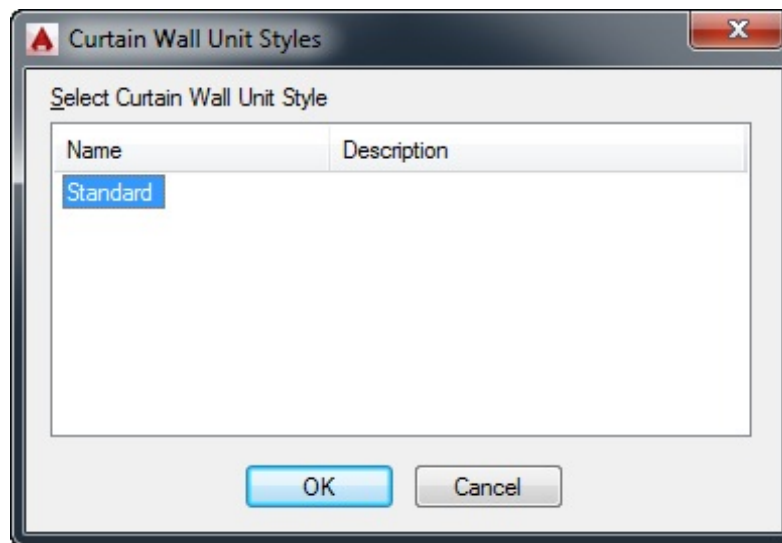 Curtain Wall Unit Styles
Select Curtain Wall Unit Style
Name Description
Standard
OK Cancel